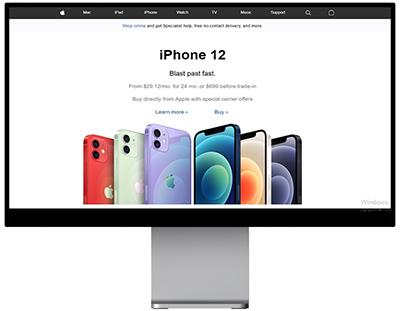 Mac iPad iPhone Watch TV Music Support
Shop online and get Specialist help, free no-contact delivery, and more.
iPhone 12
Blast past fast.
From $29.12/mo. for 24 mo. or $699 before trade-in
Buy directly from Apple with special carrier offers
Learn more > Buy >
Windows